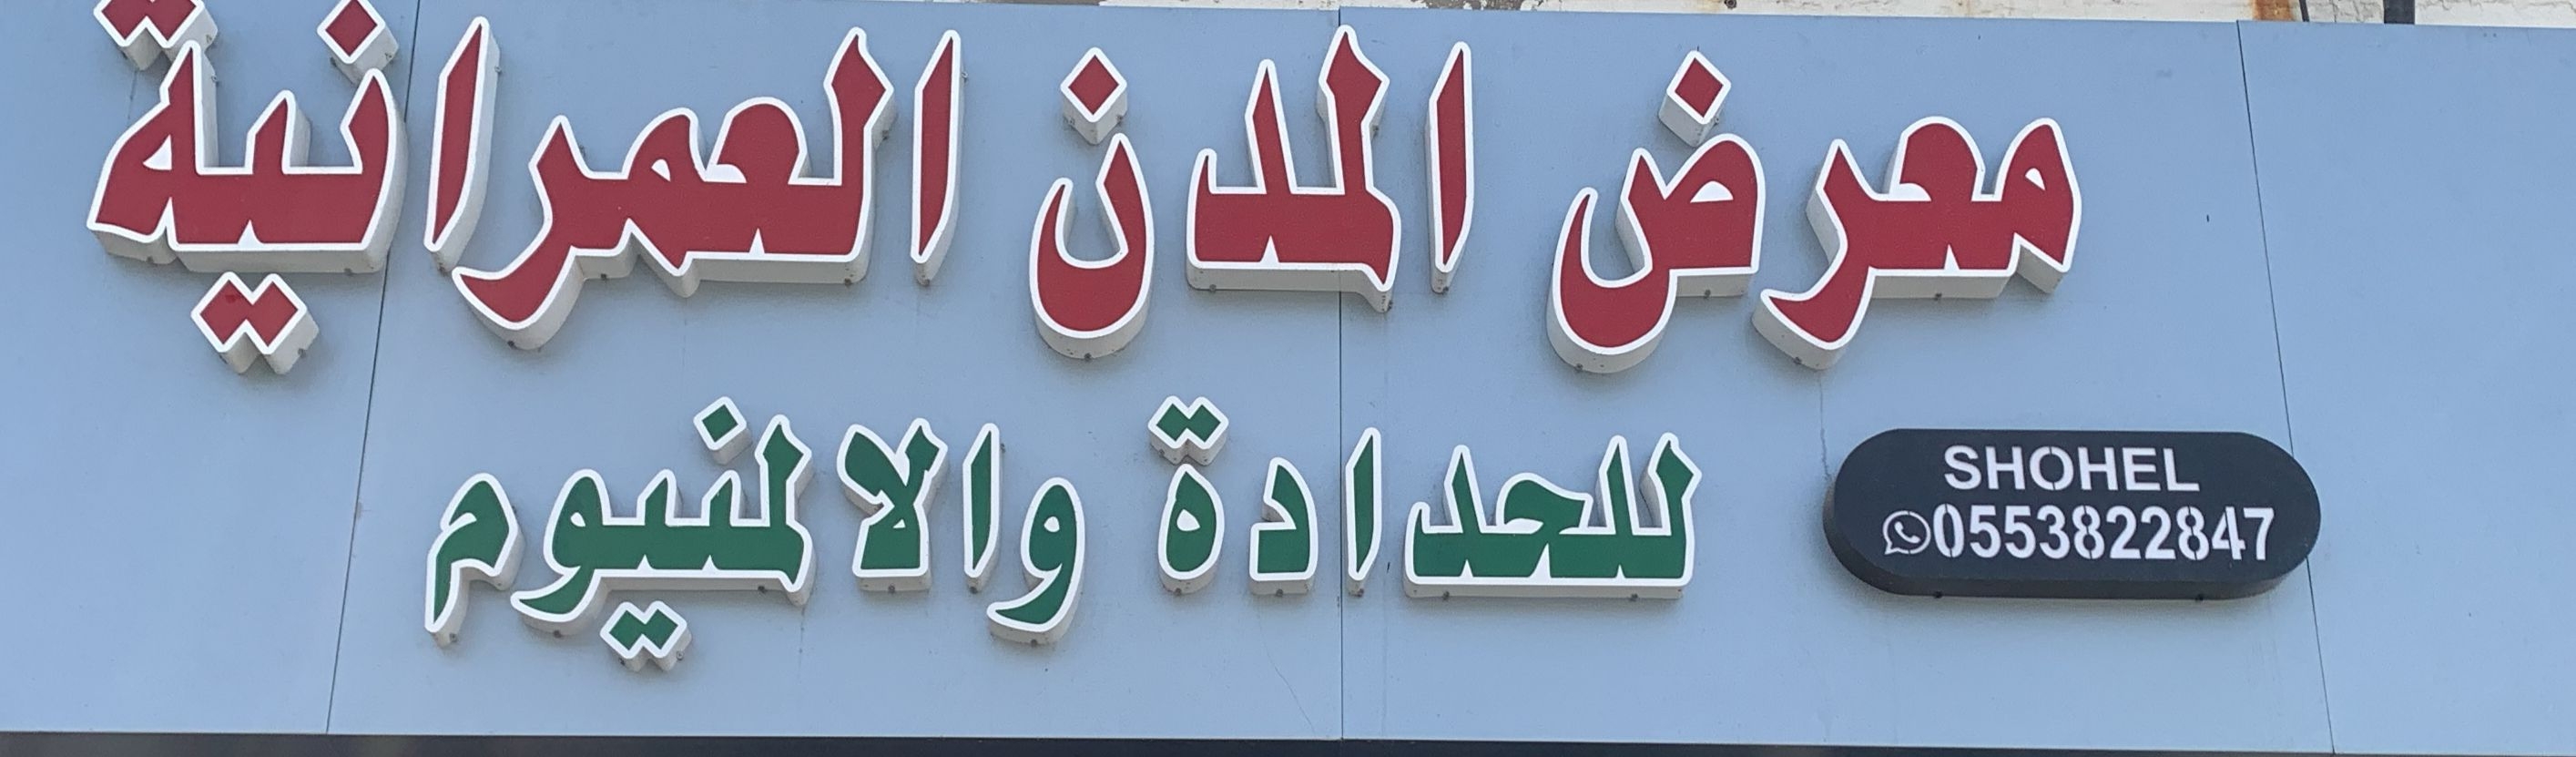 معرض المدن العمرانية
للحدادة والالمنيوم
SHOHEL
0553822847